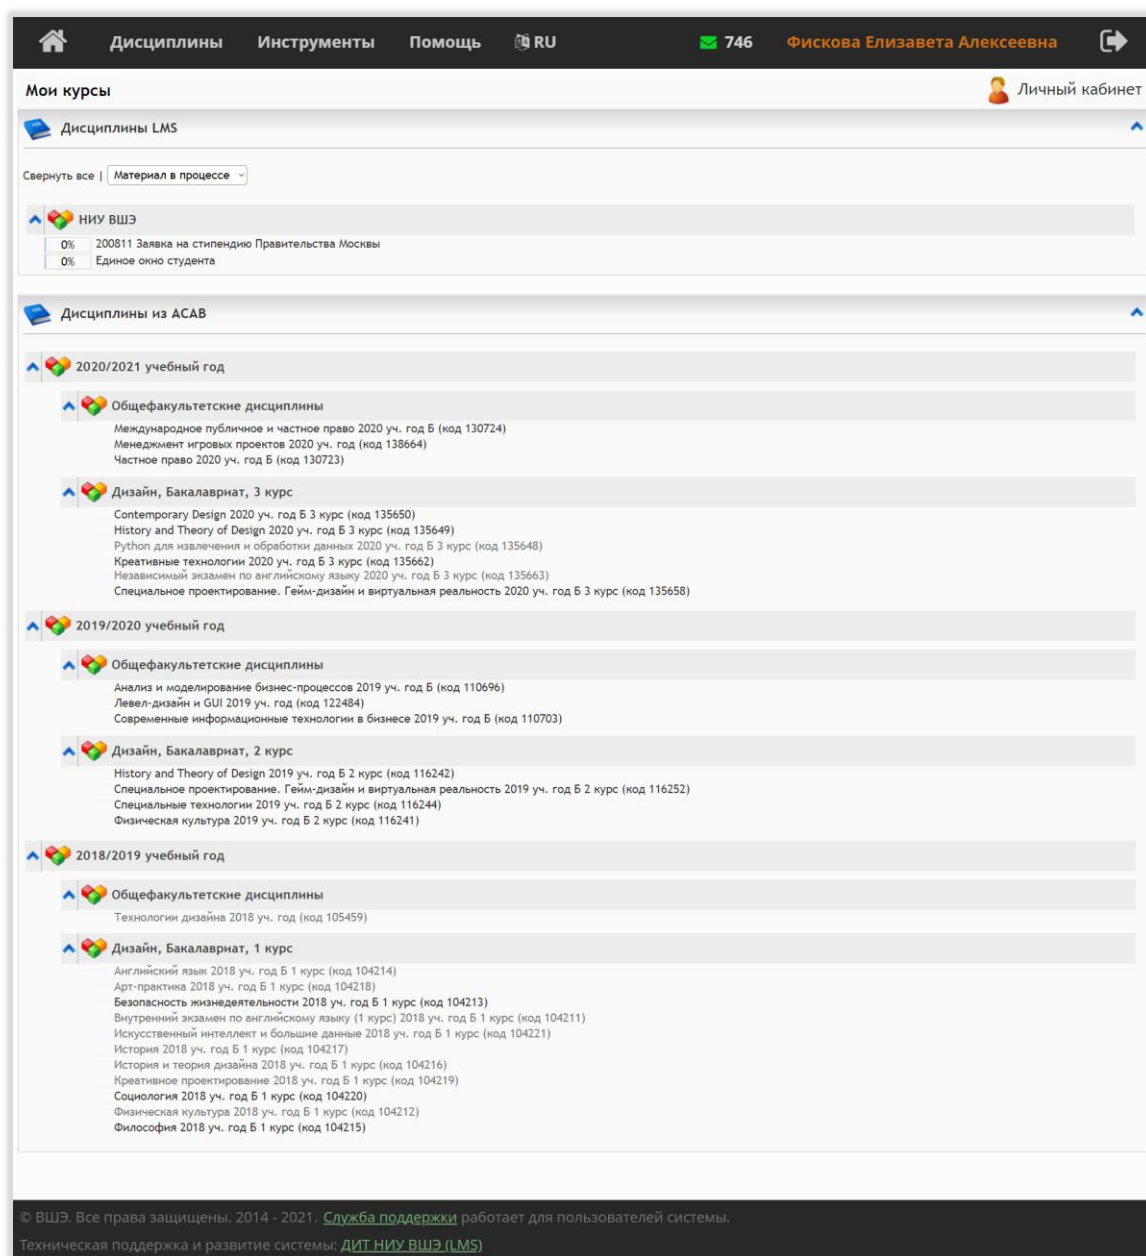 Дисциплины Инструменты Помощь RU 746 Фискова Елизавета Алексеевна
Мои курсы Личный кабинет
Дисциплины LMS
Свернуть все | Материал в процессе
НИУ ВШЭ
0% 200811 Заявка на стипендию Правительства Москвы
0% Единое окно студента
Дисциплины из АСАВ
2020/2021 учебный год
Общефакультетские дисциплины
Международное публичное и частное право 2020 уч. год Б (код 130724)
Менеджмент игровых проектов 2020 уч. год (код 138664)
Частное право 2020 уч. год Б (код 130723)
Дизайн, Бакалавриат, 3 курс
Contemporary Design 2020 уч. год Б 3 курс (код 135650)
History and Theory of Design 2020 уч. год Б 3 курс (код 135649)
Python для извлечения и обработки данных 2020 уч. год Б 3 курс (код 135648)
Креативные технологии 2020 уч. год Б 3 курс (код 135662)
Независимый экзамен по английскому языку 2020 уч. год Б 3 курс (код 135663)
Специальное проектирование. Гейм-дизайн и виртуальная реальность 2020 уч. год Б 3 курс (код 135658)
2019/2020 учебный год
Общефакультетские дисциплины
Анализ и моделирование бизнес-процессов 2019 уч. год Б (код 110696)
Левел-дизайн и GUI 2019 уч. год (код 122484)
Современные информационные технологии в бизнесе 2019 уч. год Б (код 110703)
Дизайн, Бакалавриат, 2 курс
History and Theory of Design 2019 уч. год Б 2 курс (код 116242)
Специальное проектирование. Гейм-дизайн и виртуальная реальность 2019 уч. год Б 2 курс (код 116252)
Специальные технологии 2019 уч. год Б 2 курс (код 116244)
Физическая культура 2019 уч. год Б 2 курс (код 116241)
2018/2019 учебный год
Общефакультетские дисциплины
Технологии дизайна 2018 уч. год (код 105459)
Дизайн, Бакалавриат, 1 курс
Английский язык 2018 уч. год Б 1 курс (код 104214)
Арт-практика 2018 уч. год Б 1 курс (код 104218)
Безопасность жизнедеятельности 2018 уч. год Б 1 курс (код 104213)
Внутренний экзамен по английскому языку (1 курс) 2018 уч. год Б 1 курс (код 104211)
Искусственный интеллект и большие данные 2018 уч. год Б 1 курс (код 104221)
История 2018 уч. год Б 1 курс (код 104217)
История и теория дизайна 2018 уч. год Б 1 курс (код 104216)
Креативное проектирование 2018 уч. год Б 1 курс (код 104219)
Социология 2018 уч. год Б 1 курс (код 104220)
Физическая культура 2018 уч. год Б 1 курс (код 104212)
Философия 2018 уч. год Б 1 курс (код 104215)
© ВШЭ. Все права защищены. 2014 - 2021. Служба поддержки работает для пользователей системы.
Техническая поддержка и развитие системы: ДИТ НИУ ВШЭ (LMS)